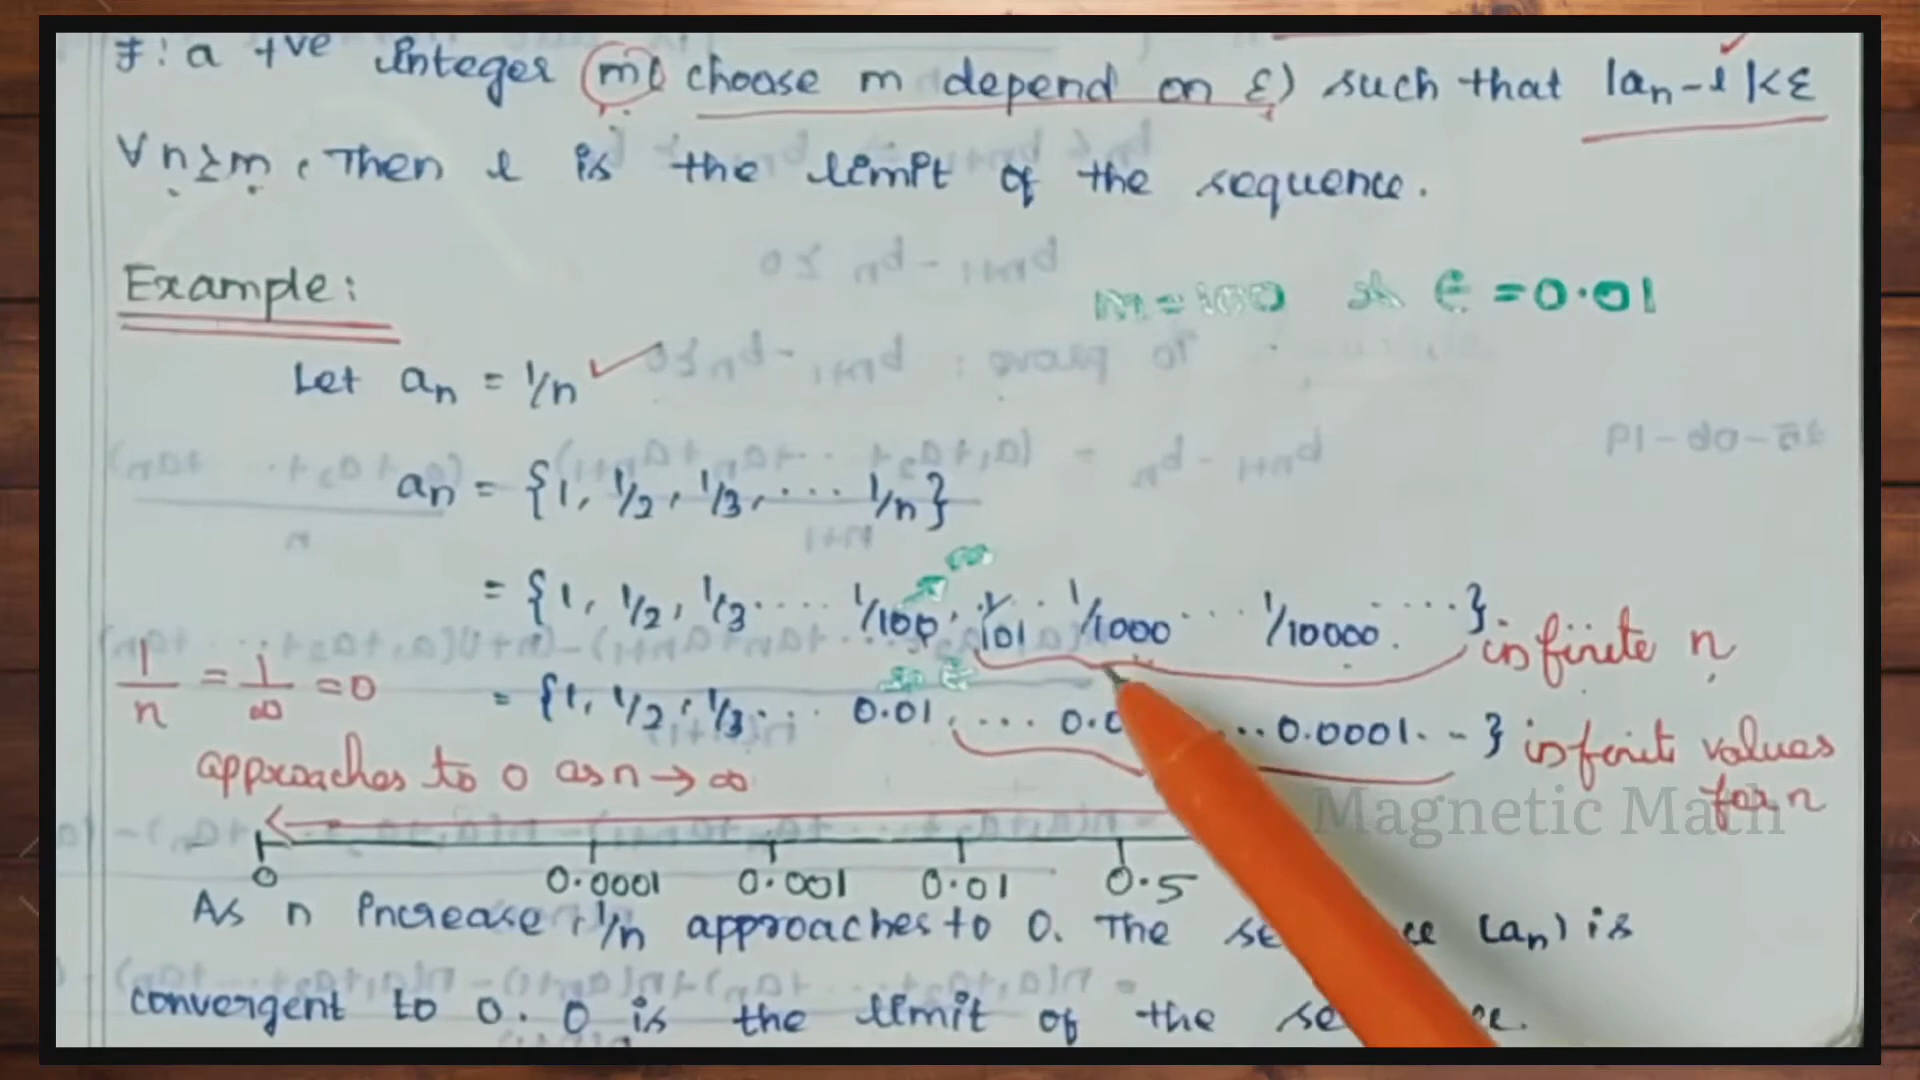 ∃: a +ve integer m( choose m depend on ε) such that |an - l| < ε
∀ n ≥ m, Then l is the limit of the sequence.
Example:
m = 100 ε = 0.01
Let an = 1/n
an = {1, 1/2, 1/3, .... 1/n}
= {1, 1/2, 1/3 .... 1/100, 1/101 .. 1/1000 ... 1/10000 .....} infinite n
1/n = 1/∞ = 0
= {1, 1/2, 1/3 ... 0.01, .... ...0.0001.. - } infinite values for n
approaches to 0 as n → ∞
0 0.0001 0.001 0.01 0.5
As n increase, 1/n approaches to 0. The (an) is
convergent to 0. 0 is the limit of the
Magnetic Math